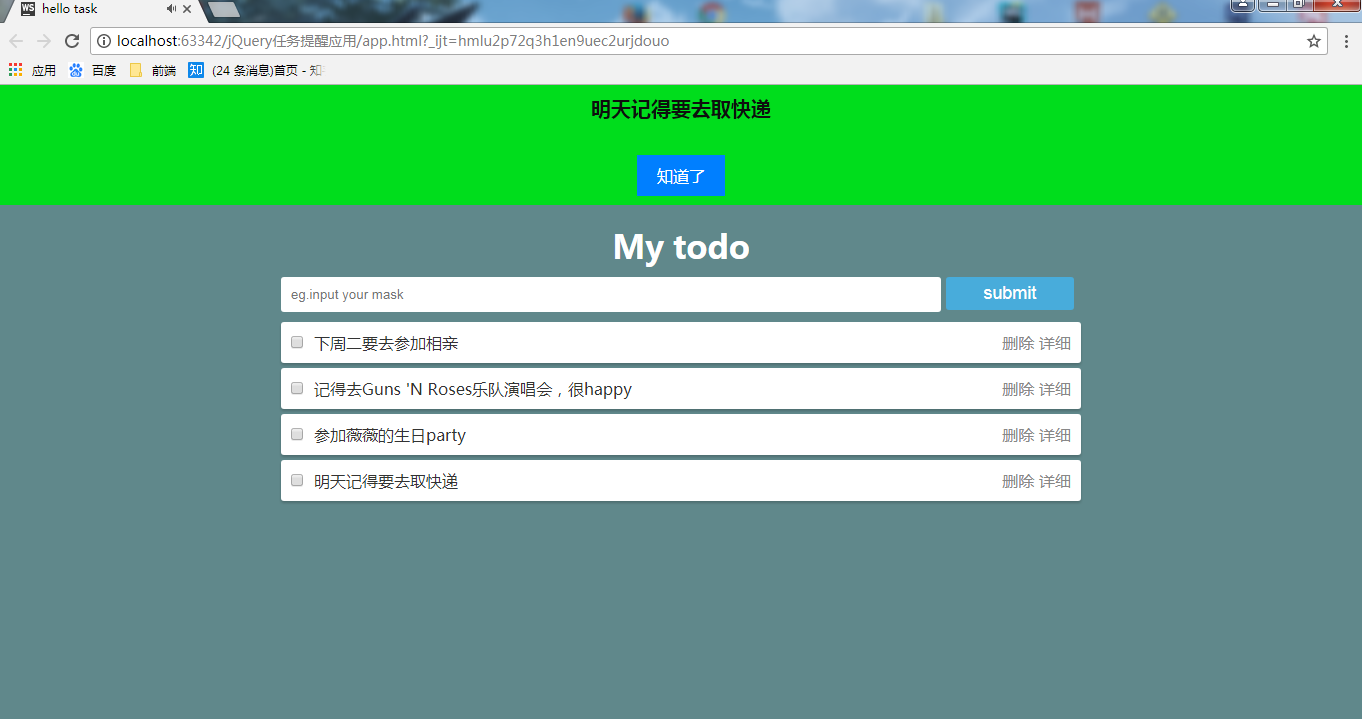 hello task
localhost:63342/jQuery任务提醒应用/app.html?_ijt=hmlu2p72q3h1en9uec2urjdouo
应用 百度 前端 知 (24 条消息)首页 - 知
明天记得要去取快递
知道了
My todo
eg.input your mask submit
下周二要去参加相亲 删除 详细
记得去Guns 'N Roses乐队演唱会，很happy 删除 详细
参加薇薇的生日party 删除 详细
明天记得要去取快递 删除 详细